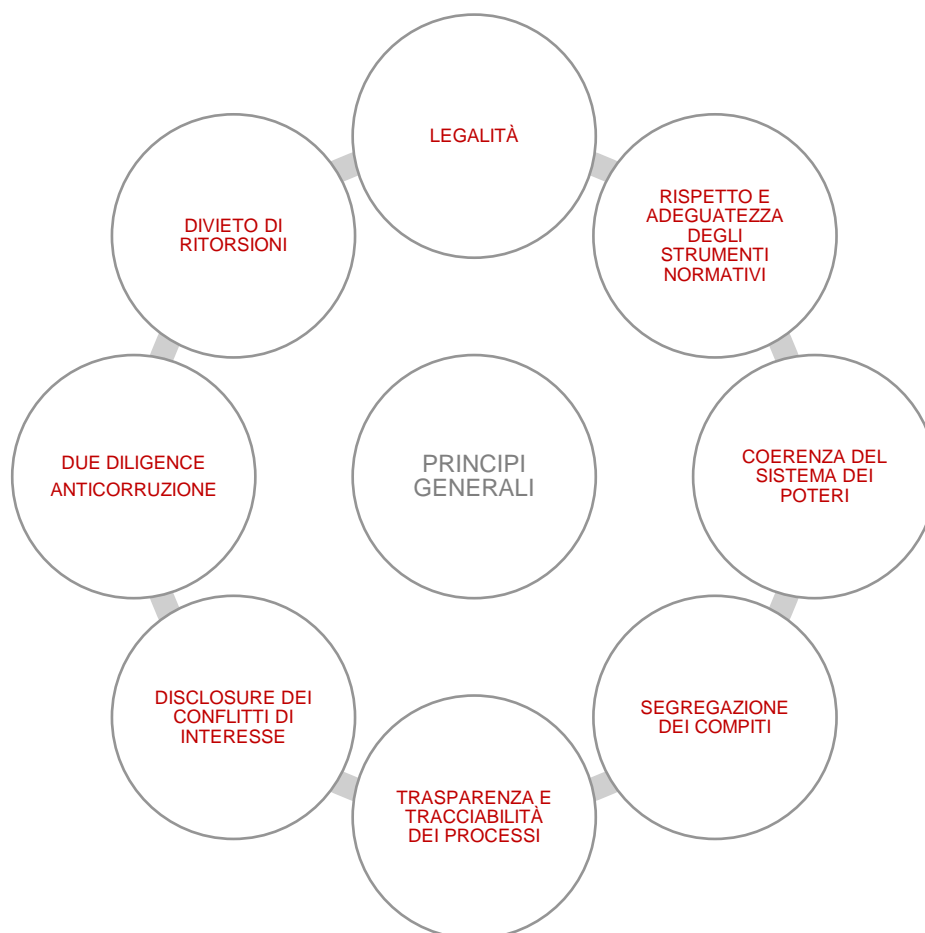 LEGALITÀ
RISPETTO E
ADEGUATEZZA
DEGLI
STRUMENTI
NORMATIVI
COERENZA DEL
SISTEMA DEI
POTERI
SEGREGAZIONE
DEI COMPITI
TRASPARENZA E
TRACCIABILITÀ
DEI PROCESSI
DISCLOSURE DEI
CONFLITTI DI
INTERESSE
DUE DILIGENCE
ANTICORRUZIONE
DIVIETO DI
RITORSIONI
PRINCIPI
GENERALI